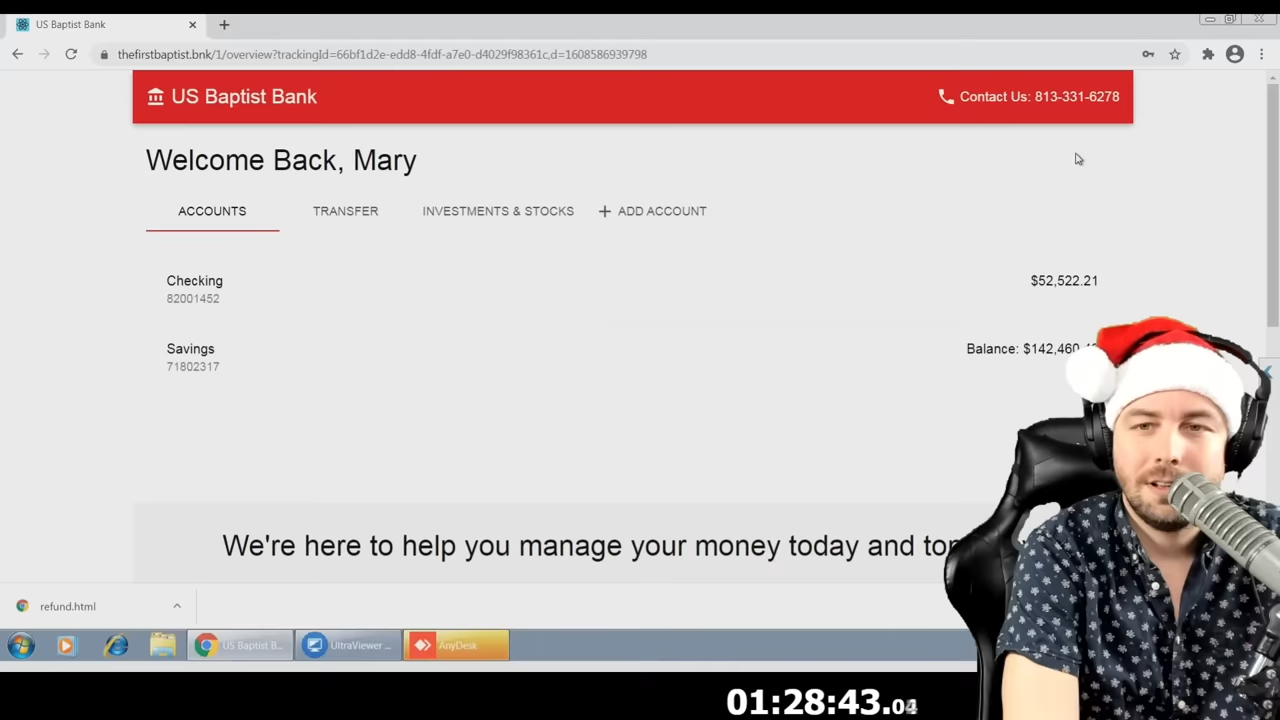 US Baptist Bank
thefirstbaptist.bnk/1/overview?trackingId=66bf1d2e-edd8-4fdf-a7e0-d4029f98361c,d=1608586939798
US Baptist Bank
Contact Us: 813-331-6278
Welcome Back, Mary
ACCOUNTS TRANSFER INVESTMENTS & STOCKS + ADD ACCOUNT
Checking $52,522.21
82001452
Savings Balance: $142,460.
71802317
We're here to help you manage your money today and
refund.html
US Baptist B... UltraViewer ... AnyDesk
01:28:43.04